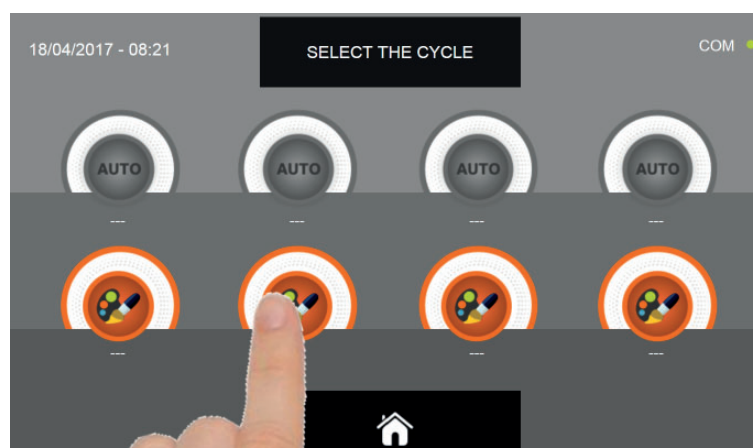 18/04/2017 - 08:21
SELECT THE CYCLE
COM
AUTO AUTO AUTO AUTO
--- --- --- ---
--- --- ---